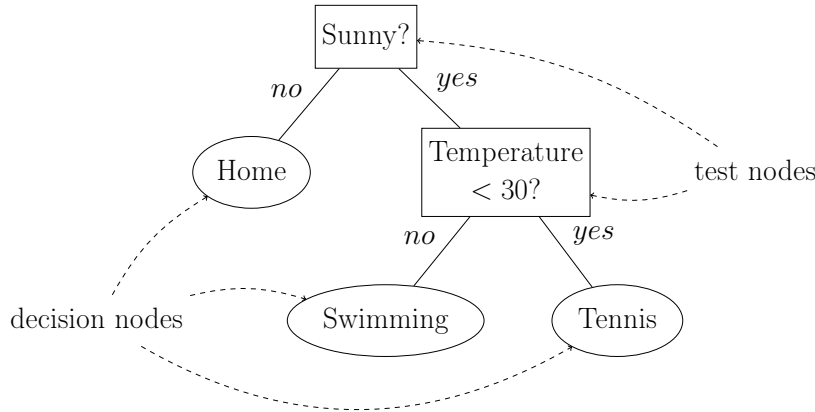 Sunny?
no
yes
Home
Temperature
< 30?
test nodes
no
yes
decision nodes
Swimming
Tennis